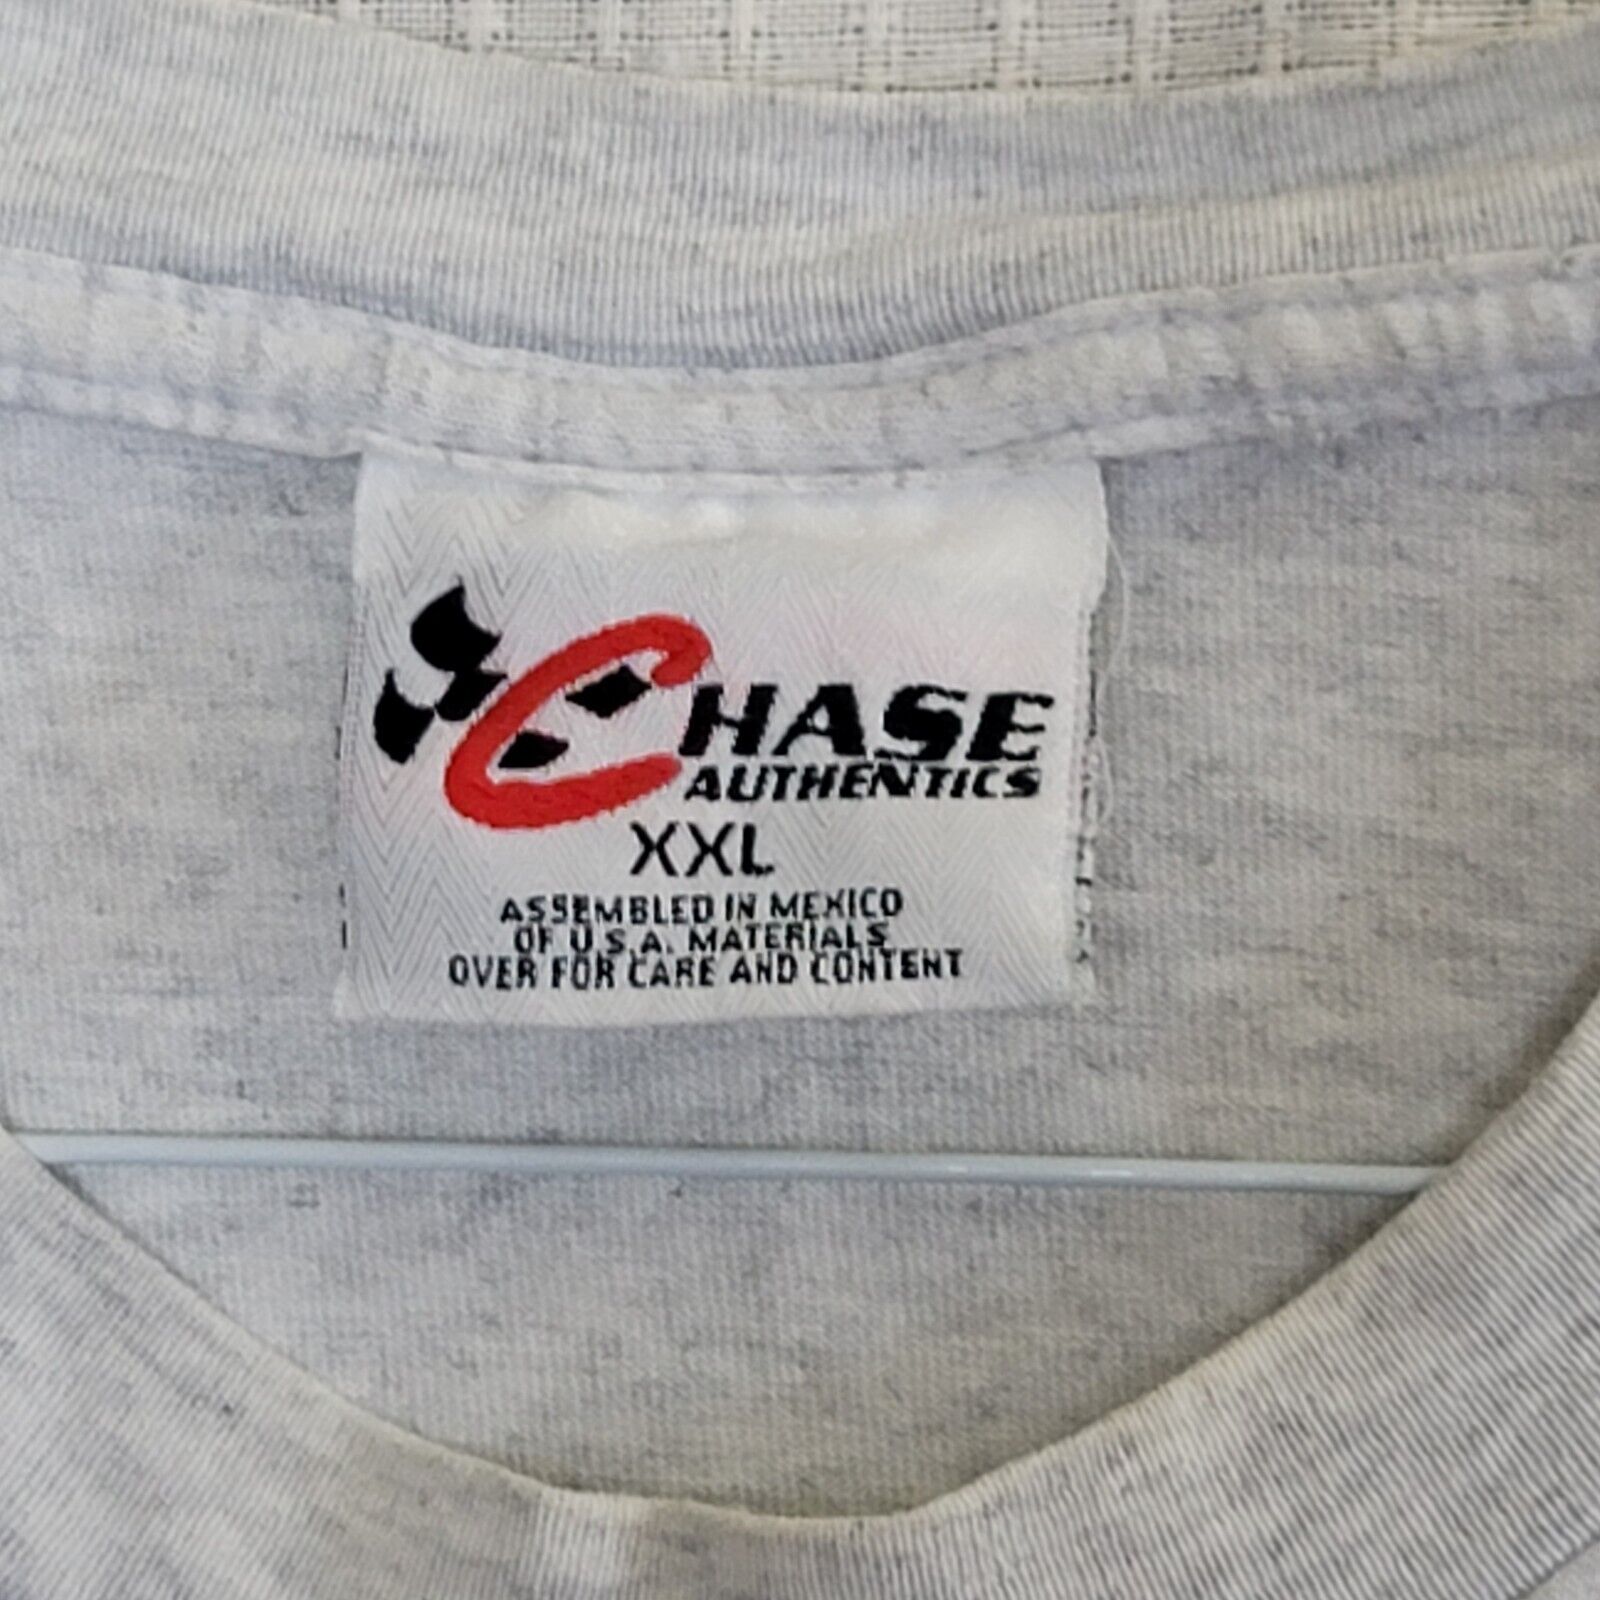 CHASE
AUTHENTICS
XXL
ASSEMBLED IN MEXICO
OF U.S.A. MATERIALS
OVER FOR CARE AND CONTENT